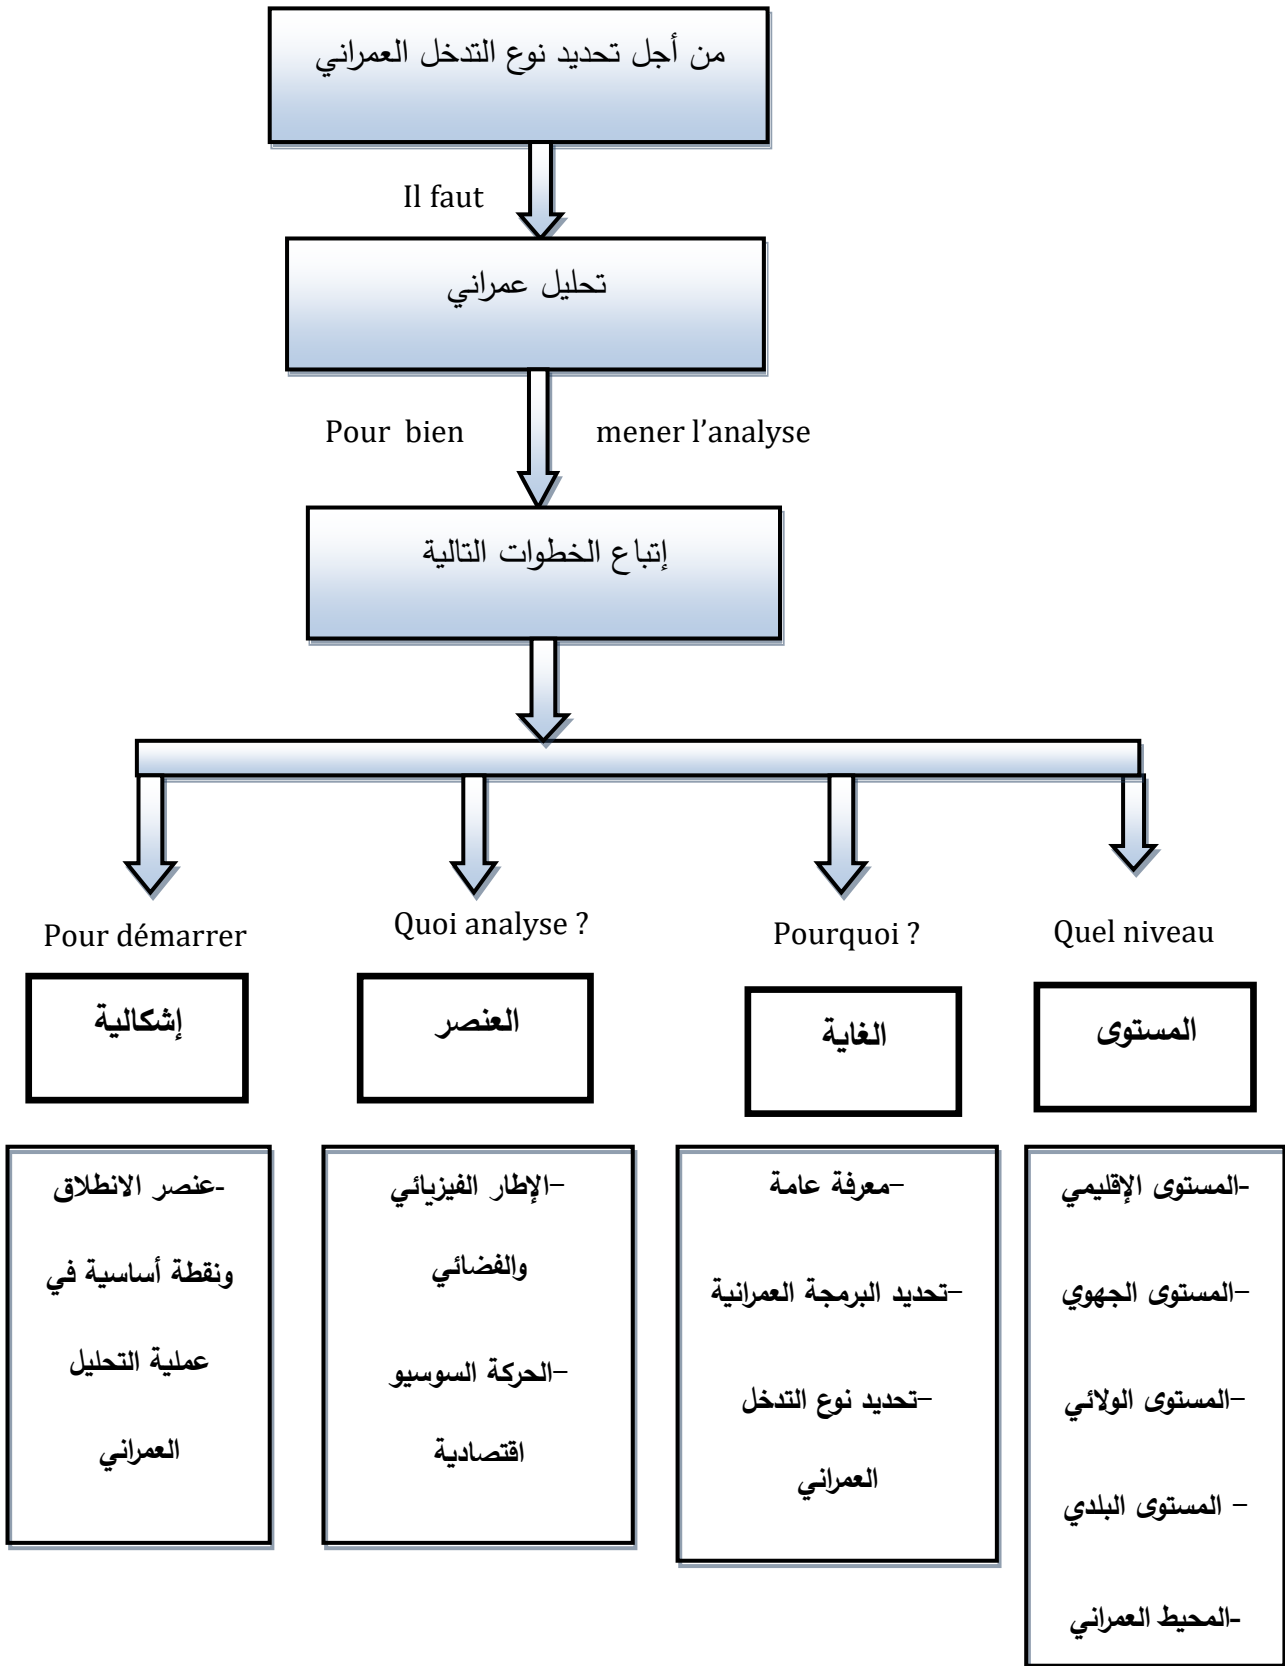 من أجل تحديد نوع التدخل العمراني
Il faut
تحليل عمراني
Pour bien mener l'analyse
إتباع الخطوات التالية
Pour démarrer
Quoi analyse ?
Pourquoi ?
Quel niveau
إشكالية
العنصر
الغاية
المستوى
-عنصر الانطلاق
ونقطة أساسية في
عملية التحليل
العمراني
-الإطار الفيزيائي
والفضائي
-الحركة السوسيو
اقتصادية
-معرفة عامة
-تحديد البرمجة العمرانية
-تحديد نوع التدخل
العمراني
-المستوى الإقليمي
-المستوى الجهوي
-المستوى الولائي
- المستوى البلدي
-المحيط العمراني